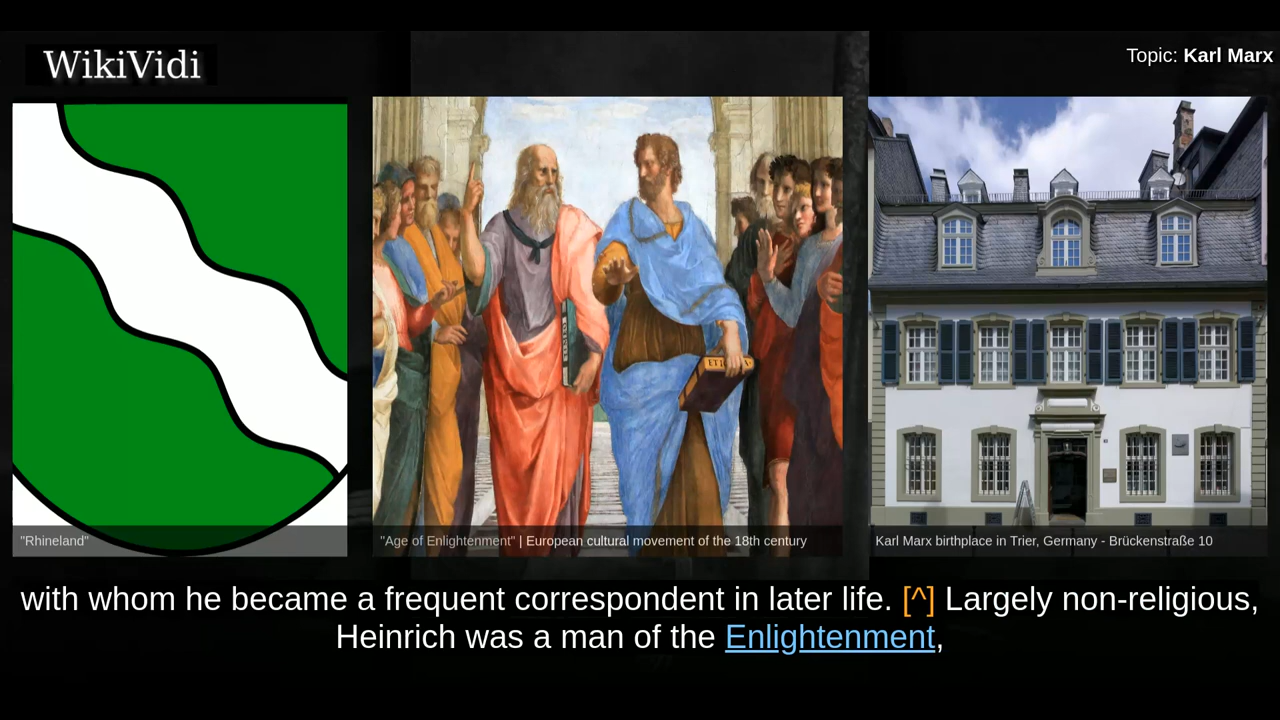 WikiVidi
Topic: Karl Marx
ETI
"Rhineland"
"Age of Enlightenment" | European cultural movement of the 18th century
Karl Marx birthplace in Trier, Germany - Brückenstraße 10
with whom he became a frequent correspondent in later life. [^] Largely non-religious,
Heinrich was a man of the Enlightenment,